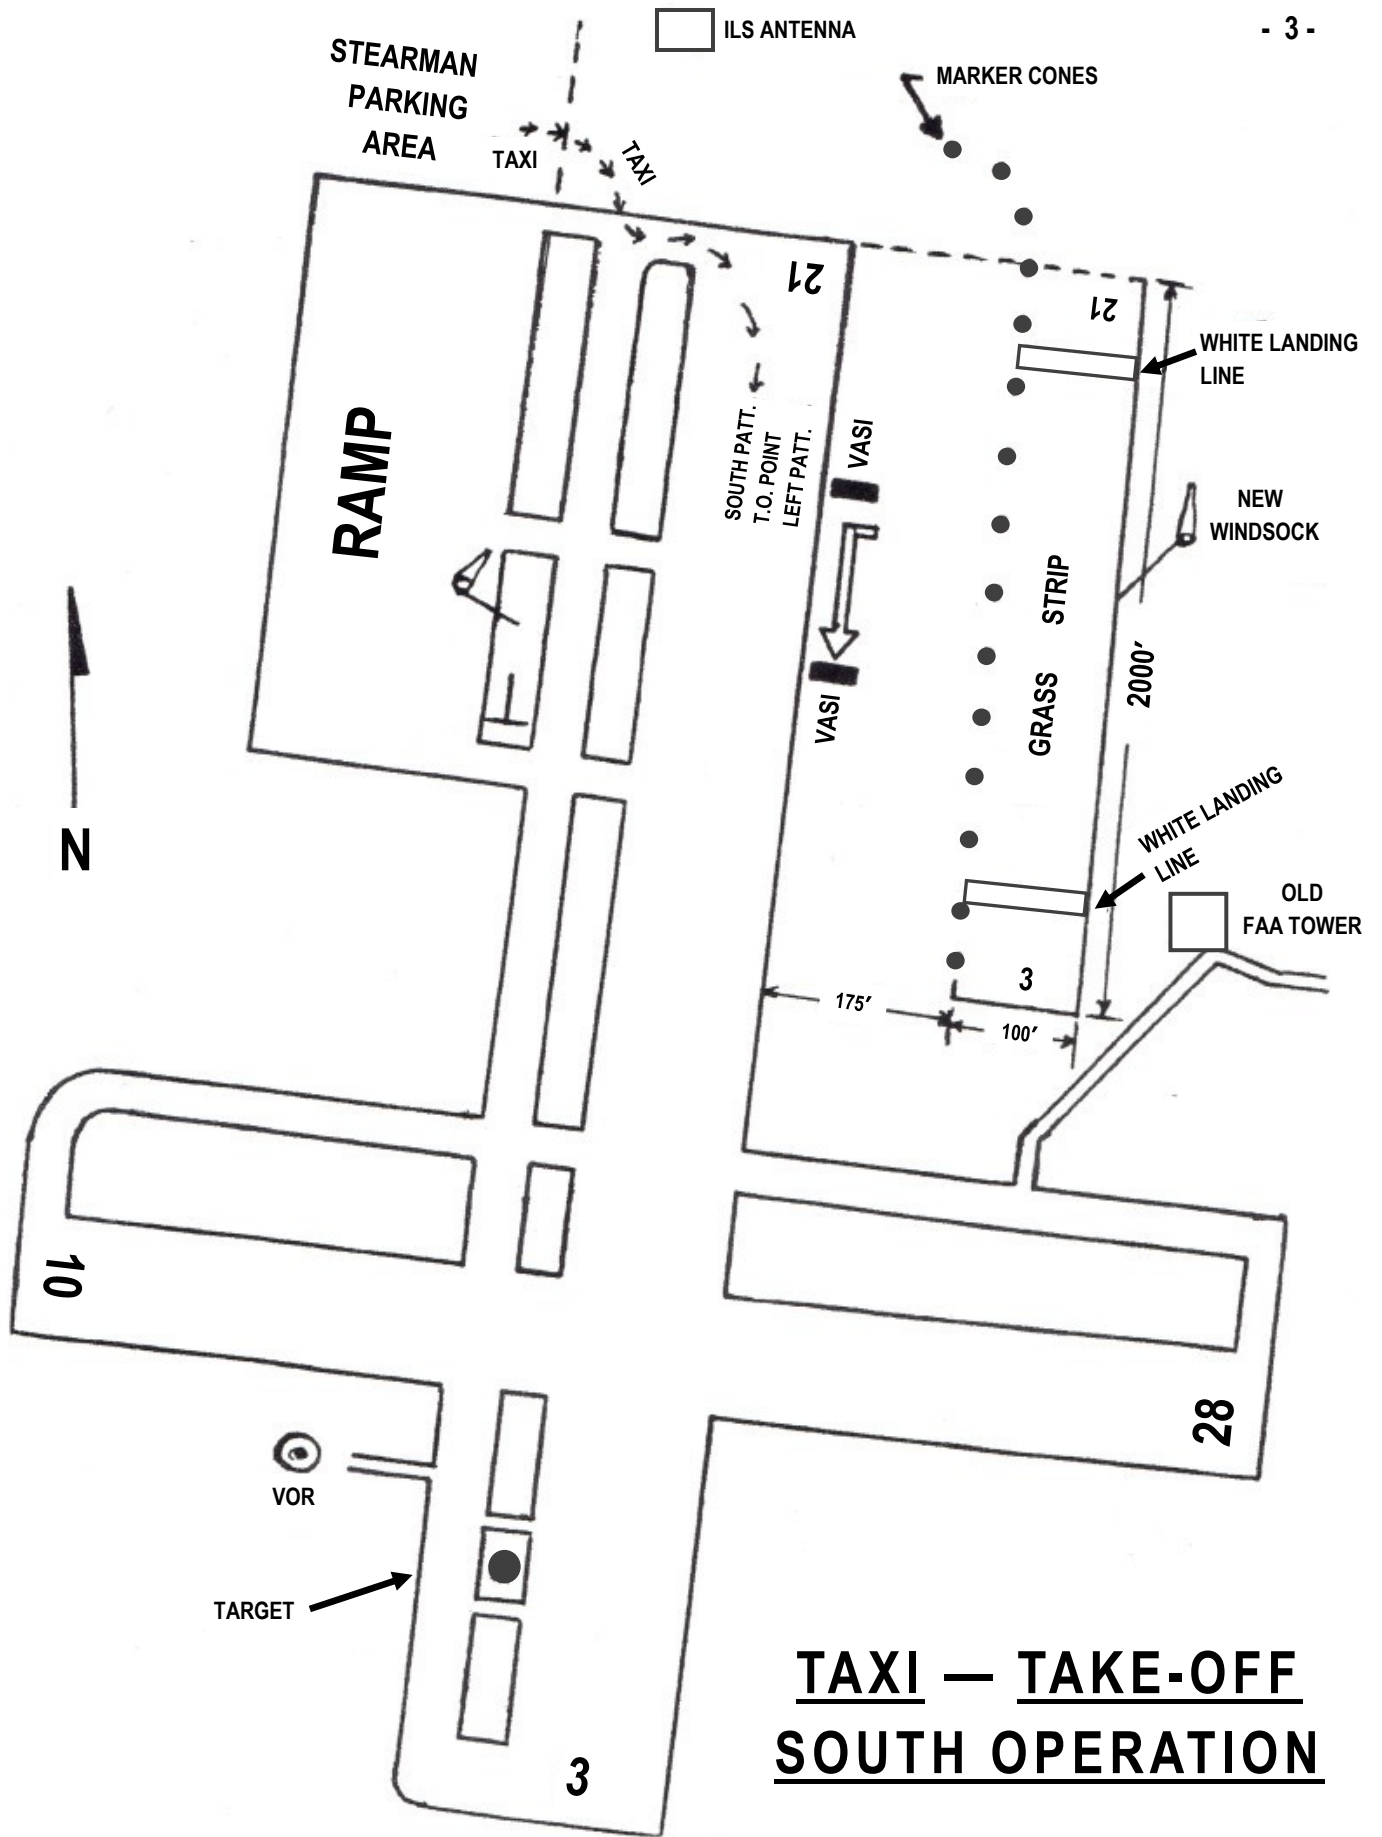 ILS ANTENNA
- 3 -
STEARMAN
PARKING
AREA
MARKER CONES
TAXI
TAXI
21
21
WHITE LANDING
LINE
RAMP
SOUTH PATT.
T.O. POINT
LEFT PATT.
VASI
NEW
WINDSOCK
GRASS STRIP
2000′
VASI
N
WHITE LANDING
LINE
OLD
FAA TOWER
3
175′
100′
10
28
VOR
TARGET
3
TAXI — TAKE-OFF
SOUTH OPERATION